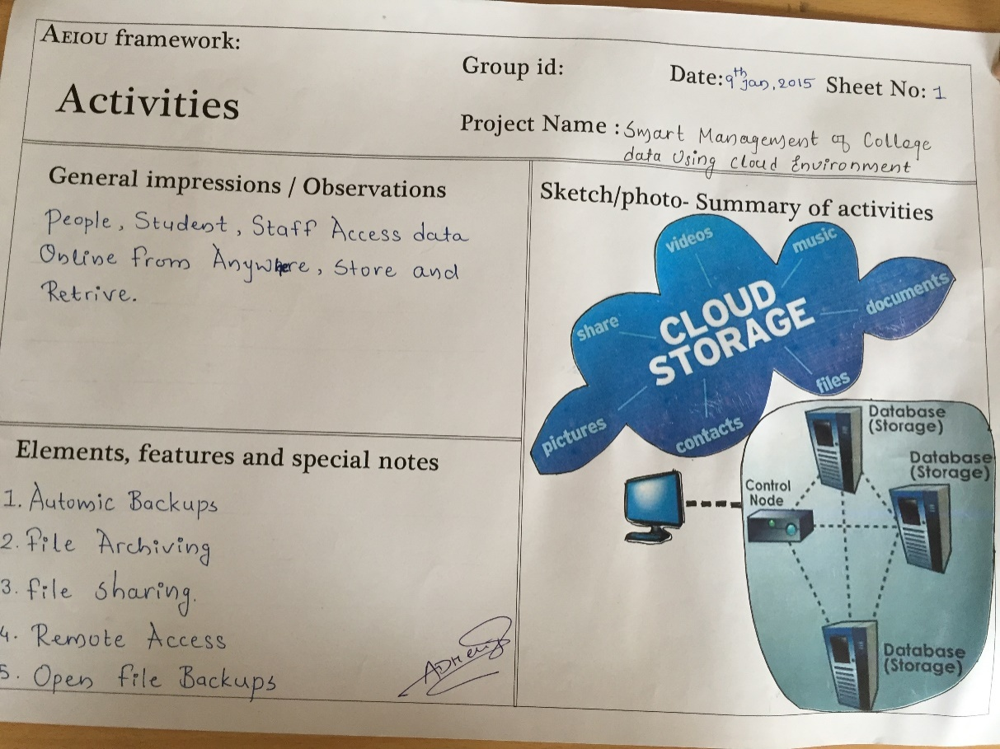 AEIOU framework:
Group id:
Date: 9th jan, 2015 Sheet No: 1
Activities
Project Name : Smart Management of College
data Using Cloud Environment
General impressions / Observations
People, Student, Staff Access data
Online from Anywhere, Store and
Retrive.
Elements, features and special notes
1. Automic Backups
2. File Archiving
3. file sharing.
4. Remote Access
5. Open file Backups
Sketch/photo- Summary of activities
videos
music
documents
share
CLOUD
STORAGE
files
pictures
contacts
Database
(Storage)
Database
(Storage)
Control
Node
Database
(Storage)